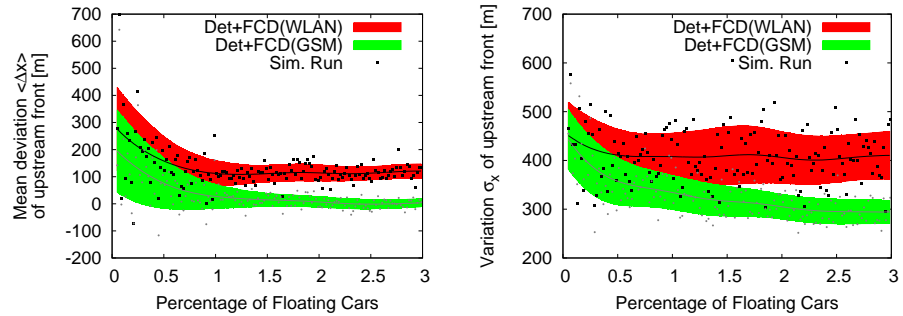 Mean deviation <Δx>
of upstream front [m]
700
600
500
400
300
200
100
0
-100
-200
Det+FCD(WLAN)
Det+FCD(GSM)
Sim. Run
0 0.5 1 1.5 2 2.5 3
Percentage of Floating Cars
Variation σx of upstream front [m]
700
600
500
400
300
200
Det+FCD(WLAN)
Det+FCD(GSM)
Sim. Run
0 0.5 1 1.5 2 2.5 3
Percentage of Floating Cars